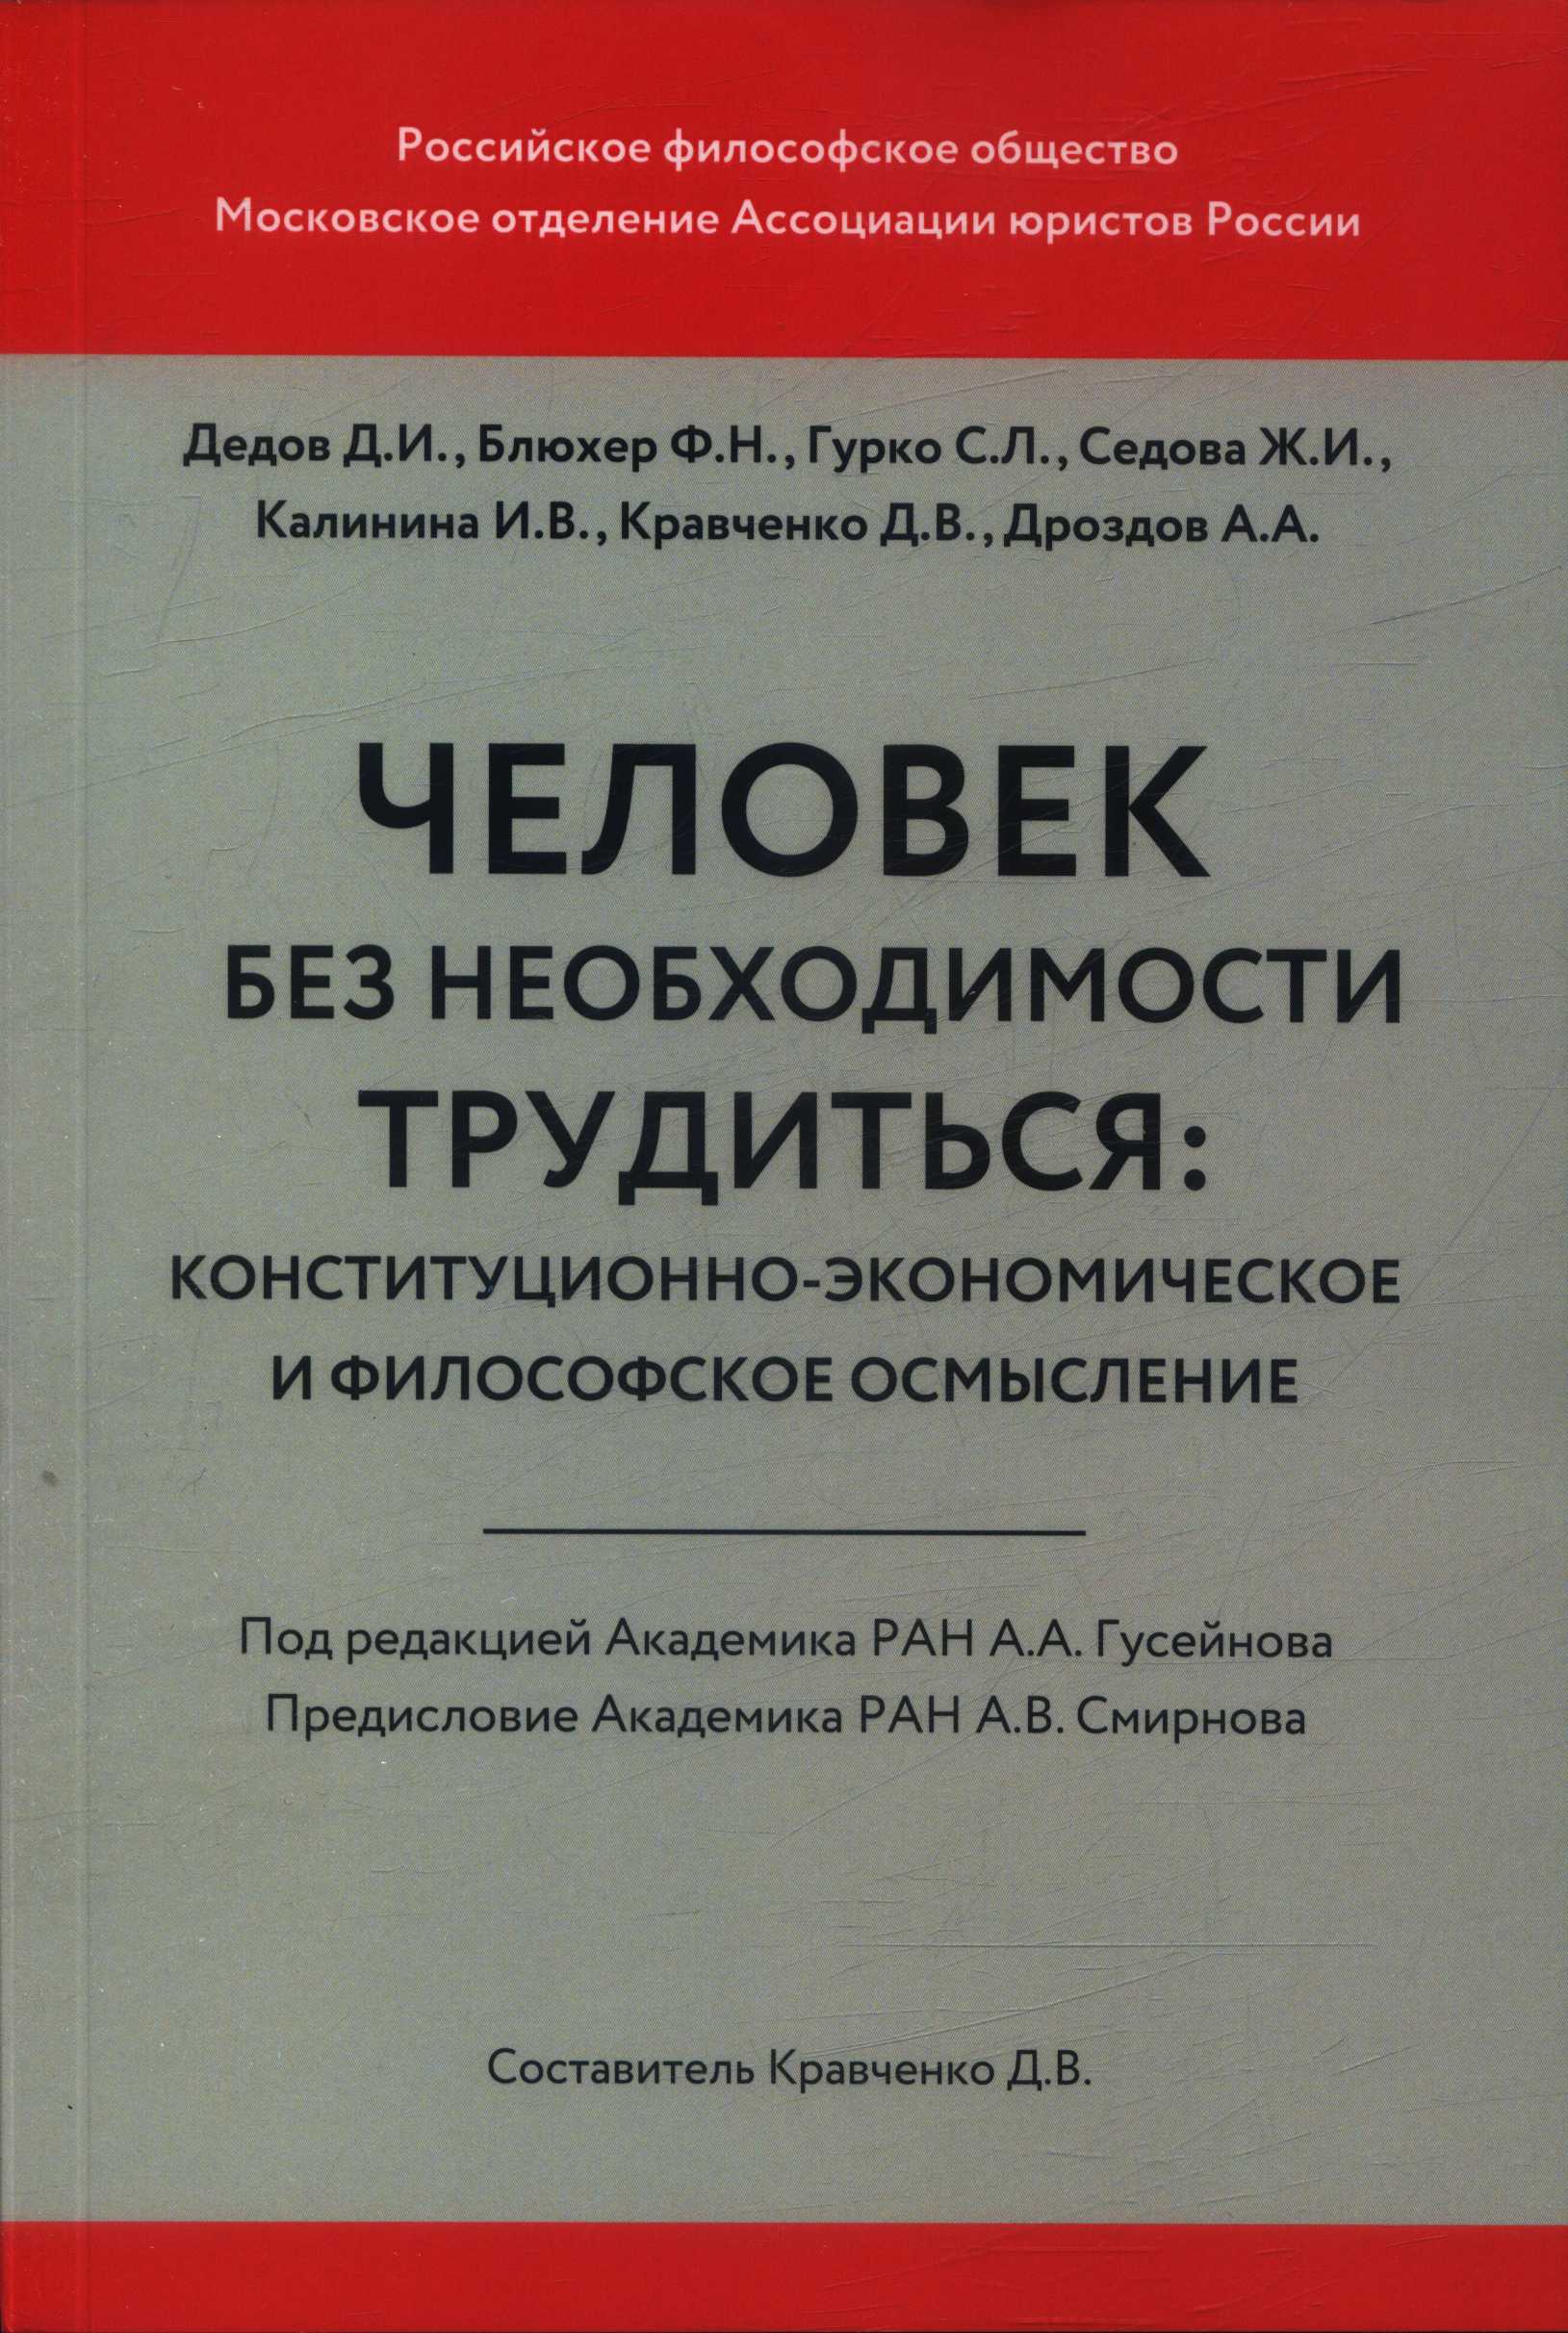 Российское философское общество
Московское отделение Ассоциации юристов России
Дедов Д.И., Блюхер Ф.Н., Гурко С.Л., Седова Ж.И.,
Калинина И.В., Кравченко Д.В., Дроздов А.А.
ЧЕЛОВЕК
БЕЗ НЕОБХОДИМОСТИ
ТРУДИТЬСЯ:
КОНСТИТУЦИОННО-ЭКОНОМИЧЕСКОЕ
И ФИЛОСОФСКОЕ ОСМЫСЛЕНИЕ
Под редакцией Академика РАН А.А. Гусейнова
Предисловие Академика РАН А.В. Смирнова
Составитель Кравченко Д.В.